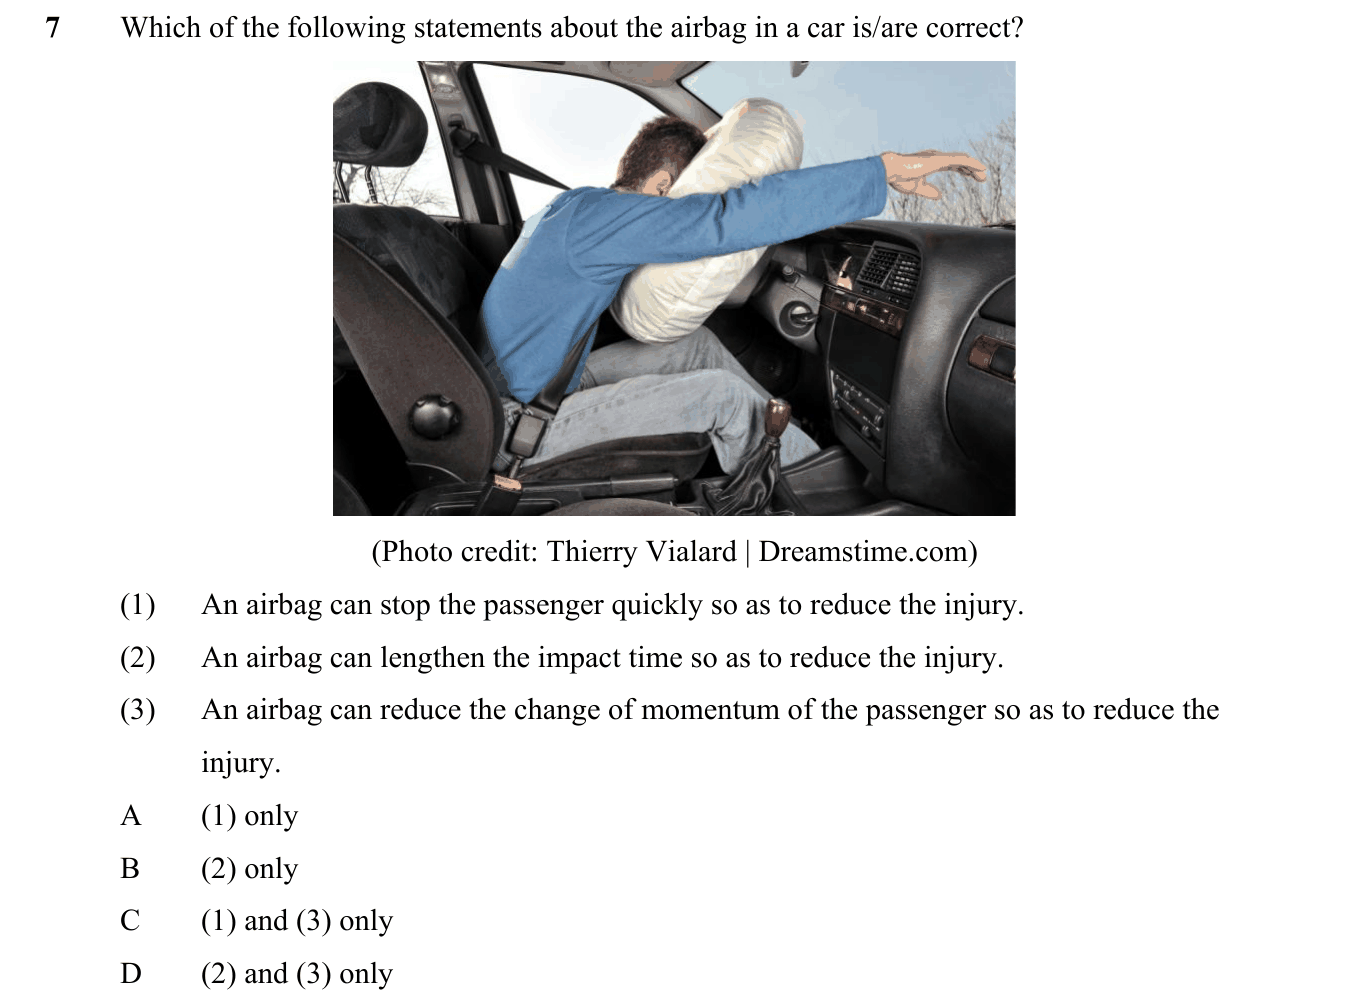 7 Which of the following statements about the airbag in a car is/are correct?
(Photo credit: Thierry Vialard | Dreamstime.com)
(1) An airbag can stop the passenger quickly so as to reduce the injury.
(2) An airbag can lengthen the impact time so as to reduce the injury.
(3) An airbag can reduce the change of momentum of the passenger so as to reduce the
injury.
A (1) only
B (2) only
C (1) and (3) only
D (2) and (3) only